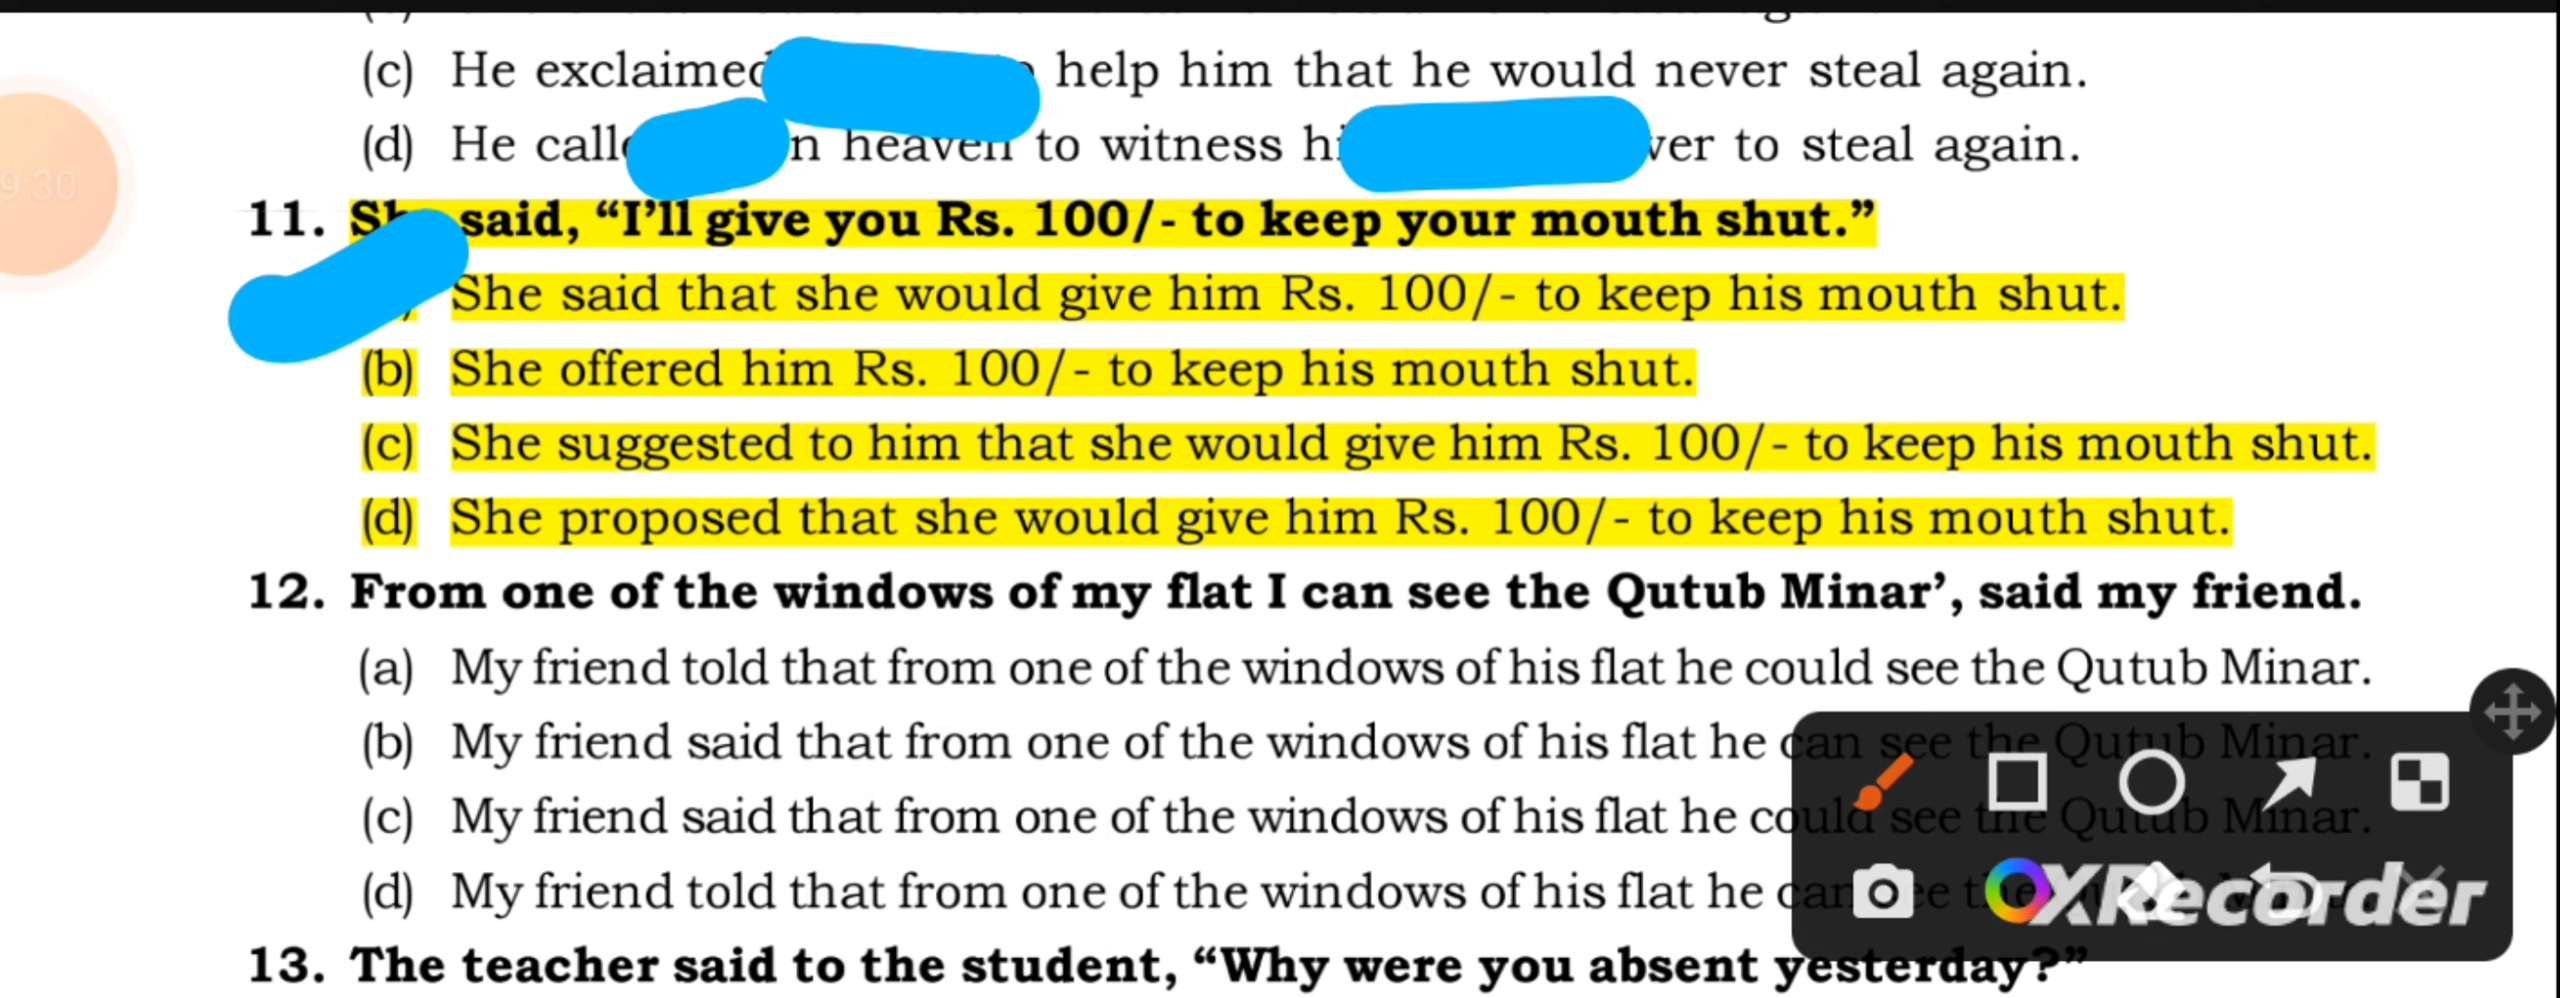 (c) He exclaimed help him that he would never steal again.
(d) He heaven to witness to steal again.
11. She said, “I’ll give you Rs. 100/- to keep your mouth shut.”
She said that she would give him Rs. 100/- to keep his mouth shut.
(b) She offered him Rs. 100/- to keep his mouth shut.
(c) She suggested to him that she would give him Rs. 100/- to keep his mouth shut.
(d) She proposed that she would give him Rs. 100/- to keep his mouth shut.
12. From one of the windows of my flat I can see the Qutub Minar’, said my friend.
(a) My friend told that from one of the windows of his flat he could see the Qutub Minar.
(b) My friend said that from one of the windows of his flat he can see the Qutub Minar.
(c) My friend said that from one of the windows of his flat he could see the Qutub Minar.
(d) My friend told that from one of the windows of his flat he can see
XRecorder
13. The teacher said to the student, “Why were you absent yesterday?”